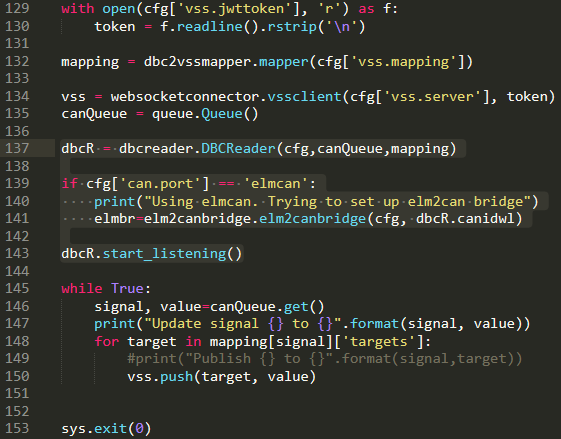 129 with open(cfg['vss.jwttoken'], 'r') as f:
130     token = f.readline().rstrip('\n')
131
132 mapping = dbc2vssmapper.mapper(cfg['vss.mapping'])
133
134 vss = websocketconnector.vssclient(cfg['vss.server'], token)
135 canQueue = queue.Queue()
136
137 dbcR = dbcreader.DBCReader(cfg,canQueue,mapping)
138
139 if cfg['can.port'] == 'elmcan':
140     print("Using elmcan. Trying to set up elm2can bridge")
141     elmbr=elm2canbridge.elm2canbridge(cfg, dbcR.canidwl)
142
143 dbcR.start_listening()
144
145 while True:
146     signal, value=canQueue.get()
147     print("Update signal {} to {}".format(signal, value))
148     for target in mapping[signal]['targets']:
149         #print("Publish {} to {}".format(signal,target))
150         vss.push(target, value)
151
152
153 sys.exit(0)